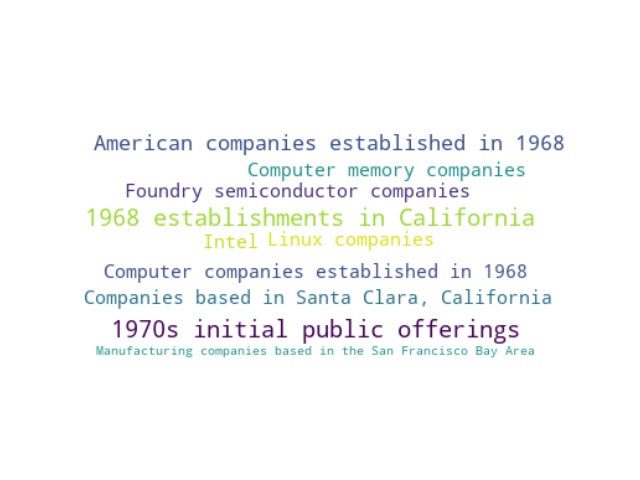 American companies established in 1968
Computer memory companies
Foundry semiconductor companies
1968 establishments in California
Intel
Linux companies
Computer companies established in 1968
Companies based in Santa Clara, California
1970s initial public offerings
Manufacturing companies based in the San Francisco Bay Area